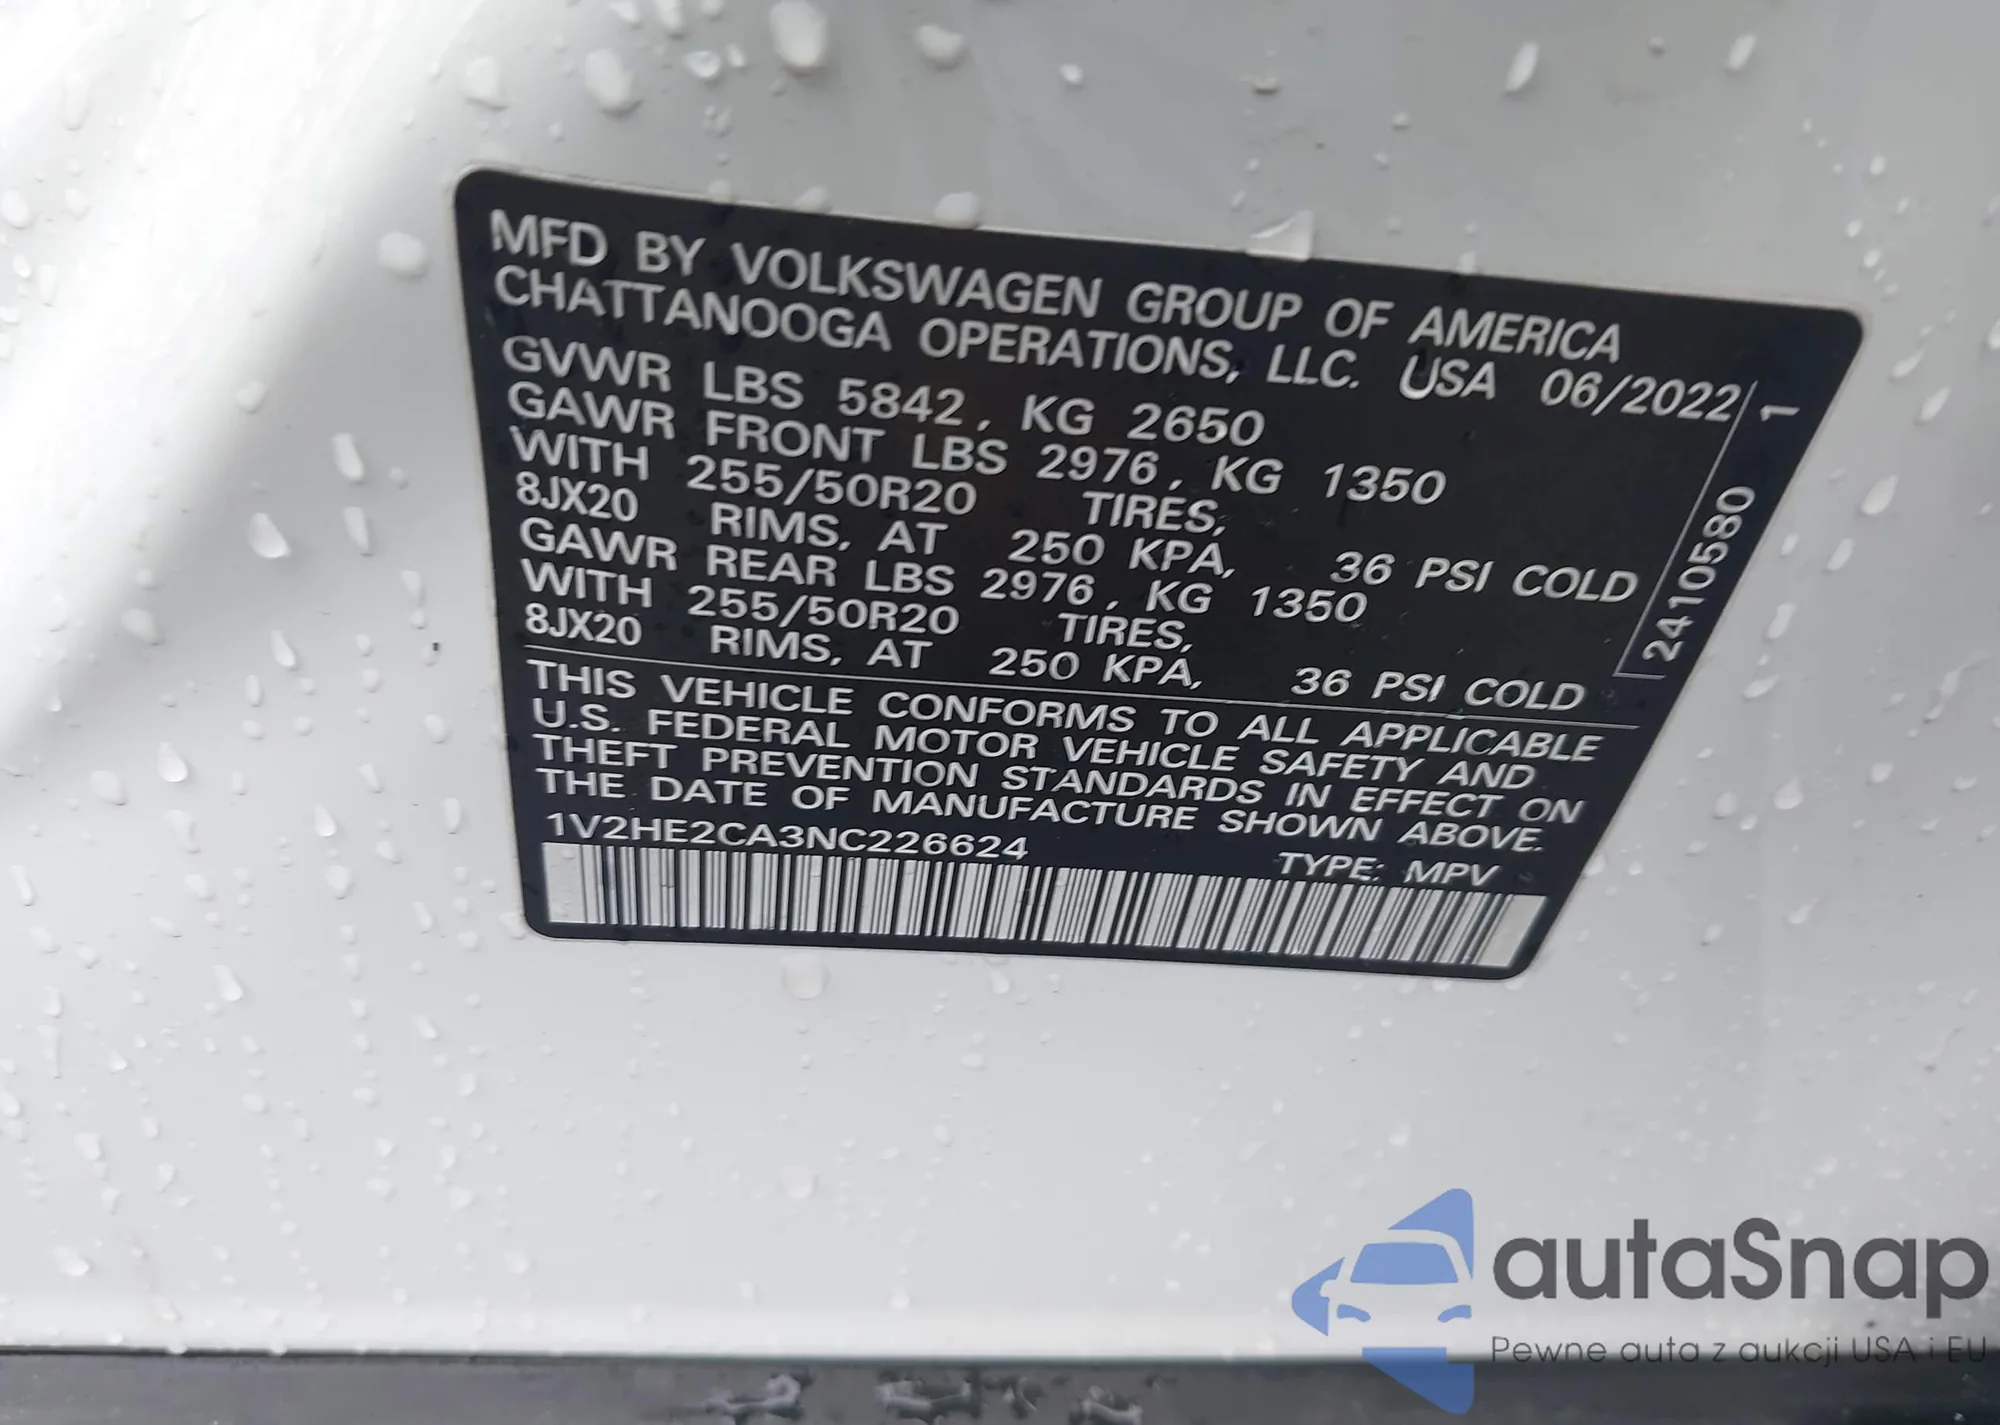 MFD BY VOLKSWAGEN GROUP OF AMERICA
CHATTANOOGA OPERATIONS, LLC. USA 06/2022
GVWR LBS 5842, KG 2650
GAWR FRONT LBS 2976, KG 1350
WITH 255/50R20 TIRES,
8JX20 RIMS, AT 250 KPA, 36 PSI COLD
GAWR REAR LBS 2976, KG 1350
WITH 255/50R20 TIRES,
8JX20 RIMS, AT 250 KPA, 36 PSI COLD
2410580 1
THIS VEHICLE CONFORMS TO ALL APPLICABLE
U.S. FEDERAL MOTOR VEHICLE SAFETY AND
THEFT PREVENTION STANDARDS IN EFFECT ON
THE DATE OF MANUFACTURE SHOWN ABOVE.
1V2HE2CA3NC226624 TYPE: MPV
autaSnap
Pewne auta z aukcji USA i EU